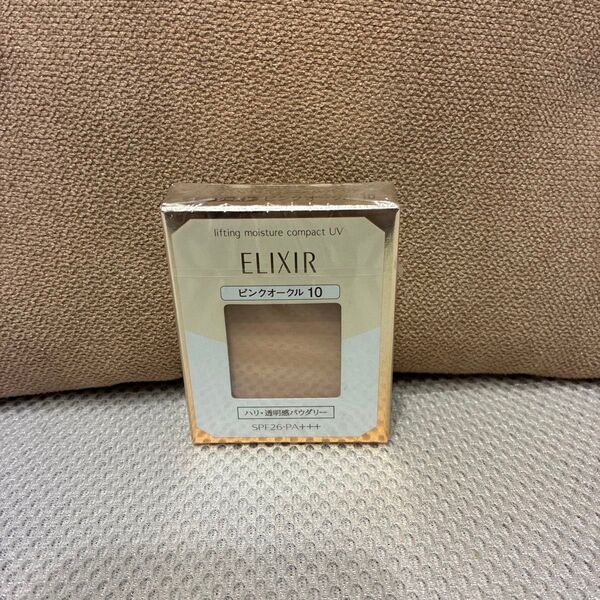 lifting moisture compact UV
ELIXIR
ピンクオークル 10
ハリ・透明感パウダリー
SPF26・PA+++